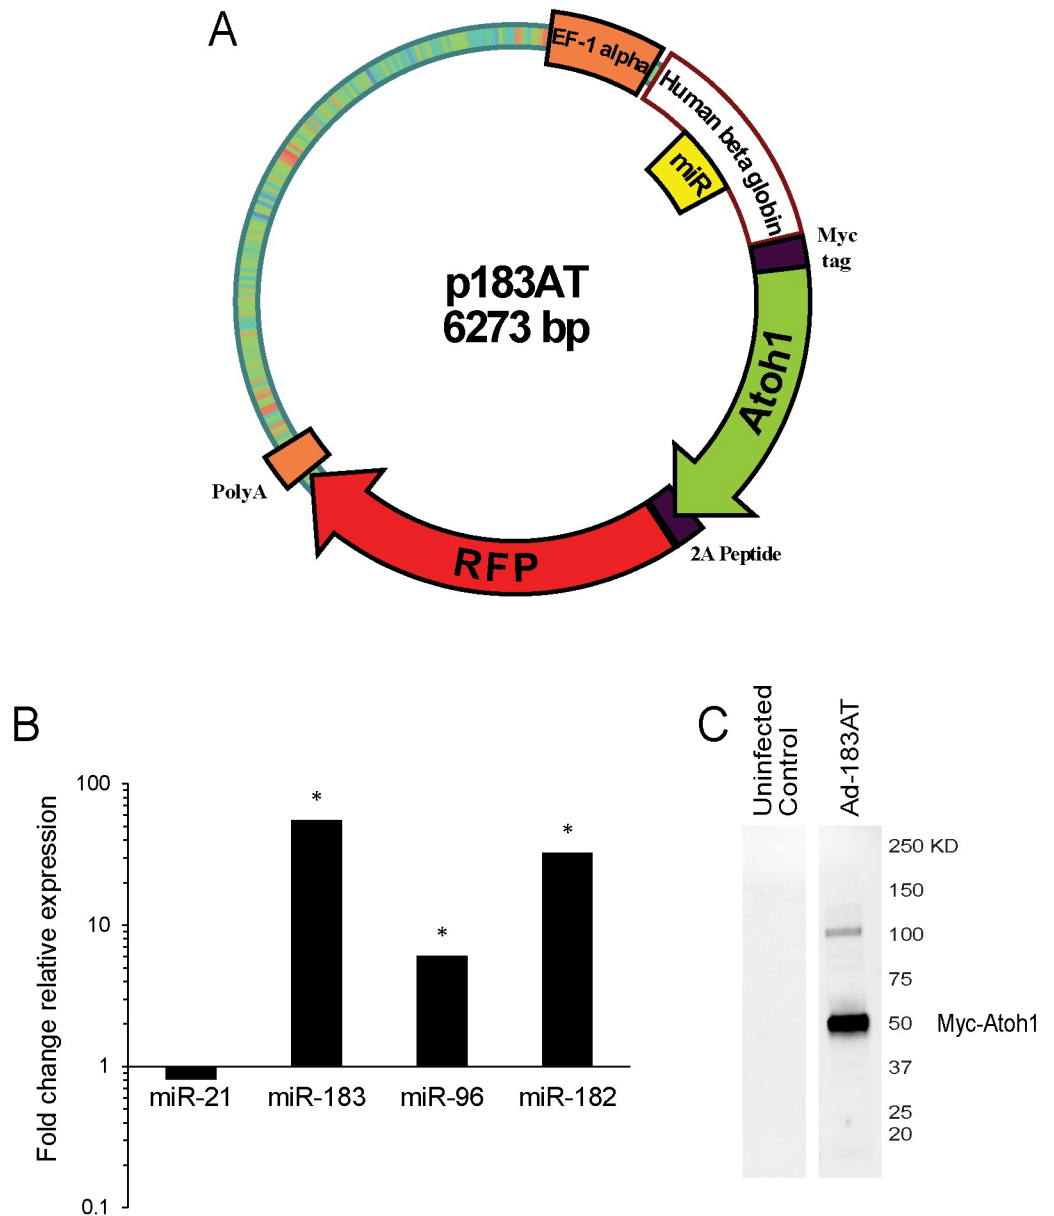 A
EF-1 alpha
Human beta globin
miR
Myc
tag
p183AT
6273 bp
Atoh1
PolyA
RFP
2A Peptide
B
Fold change relative expression
100
10
1
0.1
*
*
*
miR-21
miR-183
miR-96
miR-182
C
Uninfected
Control
Ad-183AT
250 KD
150
100
75
50
Myc-Atoh1
37
25
20